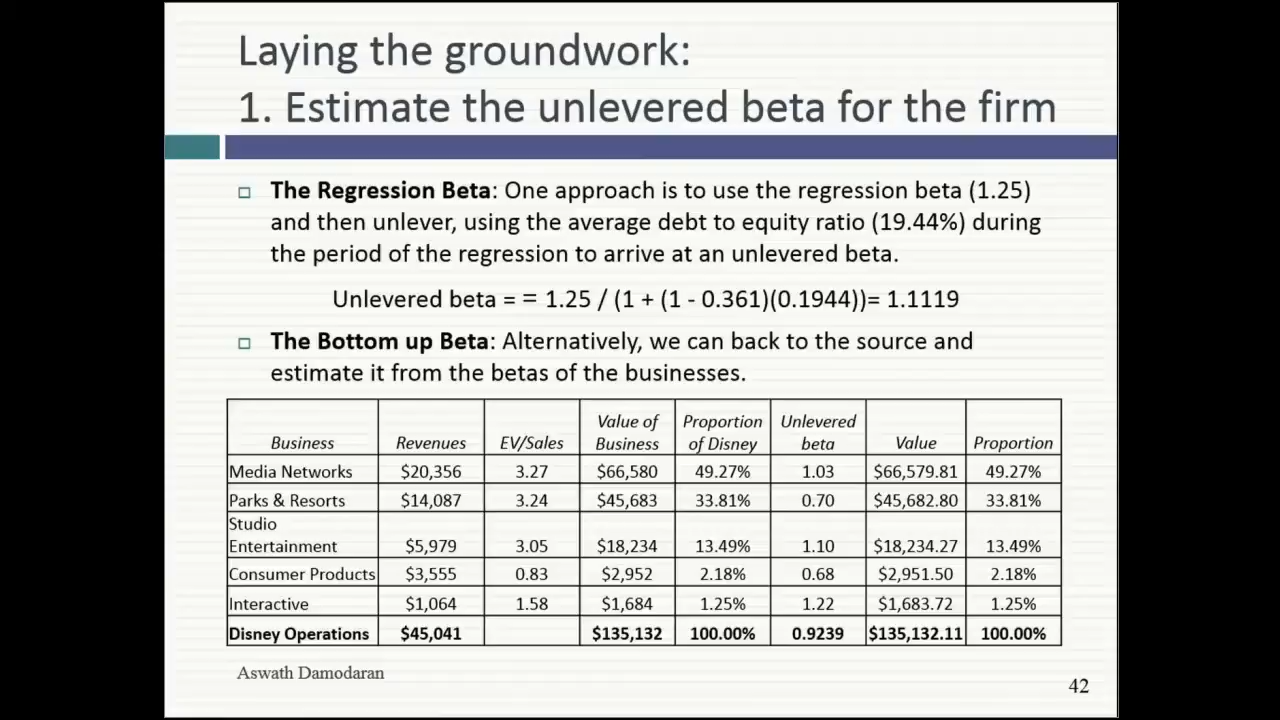 Laying the groundwork:
1. Estimate the unlevered beta for the firm
The Regression Beta: One approach is to use the regression beta (1.25)
and then unlever, using the average debt to equity ratio (19.44%) during
the period of the regression to arrive at an unlevered beta.
Unlevered beta = = 1.25 / (1 + (1 - 0.361)(0.1944))= 1.1119
The Bottom up Beta: Alternatively, we can back to the source and
estimate it from the betas of the businesses.
Business Revenues EV/Sales Value of Business Proportion of Disney Unlevered beta Value Proportion
Media Networks $20,356 3.27 $66,580 49.27% 1.03 $66,579.81 49.27%
Parks & Resorts $14,087 3.24 $45,683 33.81% 0.70 $45,682.80 33.81%
Studio Entertainment $5,979 3.05 $18,234 13.49% 1.10 $18,234.27 13.49%
Consumer Products $3,555 0.83 $2,952 2.18% 0.68 $2,951.50 2.18%
Interactive $1,064 1.58 $1,684 1.25% 1.22 $1,683.72 1.25%
Disney Operations $45,041 $135,132 100.00% 0.9239 $135,132.11 100.00%
Aswath Damodaran
42